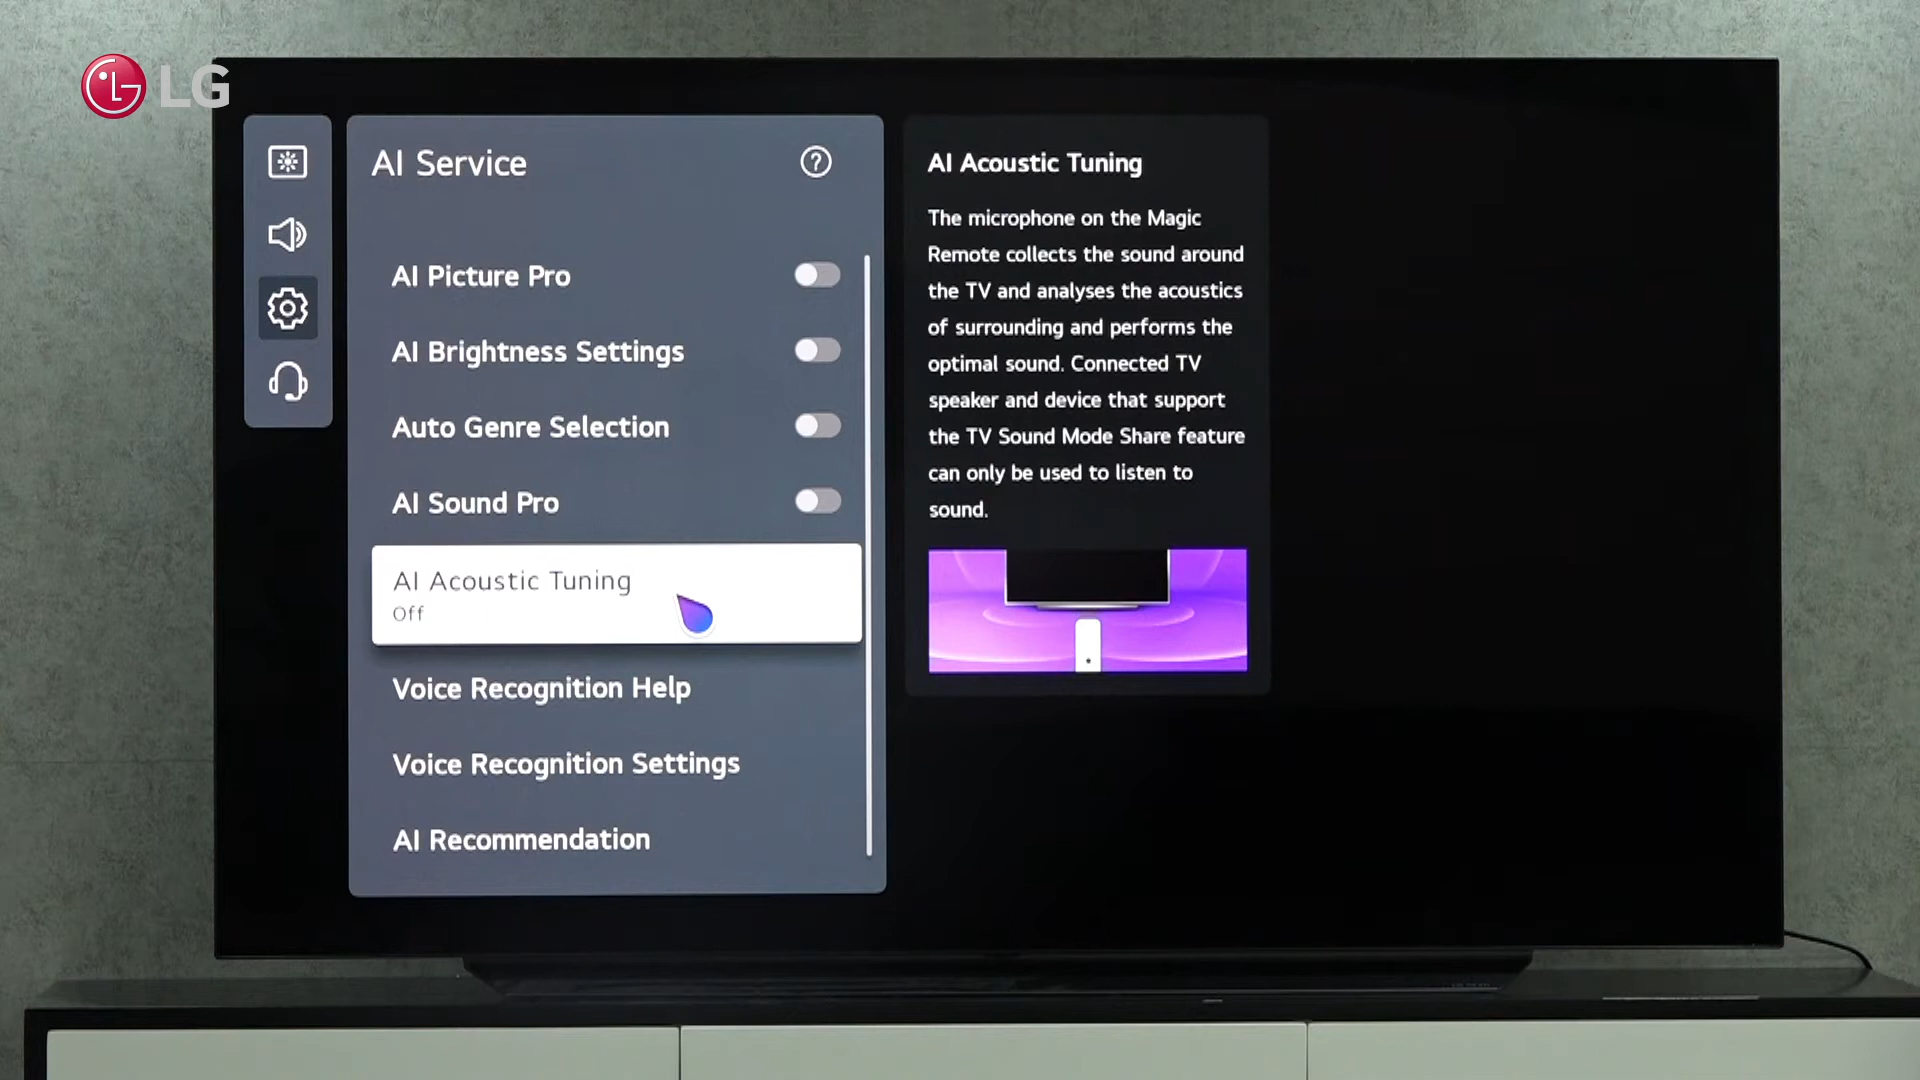 LG
AI Service
AI Picture Pro
AI Brightness Settings
Auto Genre Selection
AI Sound Pro
AI Acoustic Tuning
Off
Voice Recognition Help
Voice Recognition Settings
AI Recommendation
AI Acoustic Tuning
The microphone on the Magic
Remote collects the sound around
the TV and analyses the acoustics
of surrounding and performs the
optimal sound. Connected TV
speaker and device that support
the TV Sound Mode Share feature
can only be used to listen to
sound.